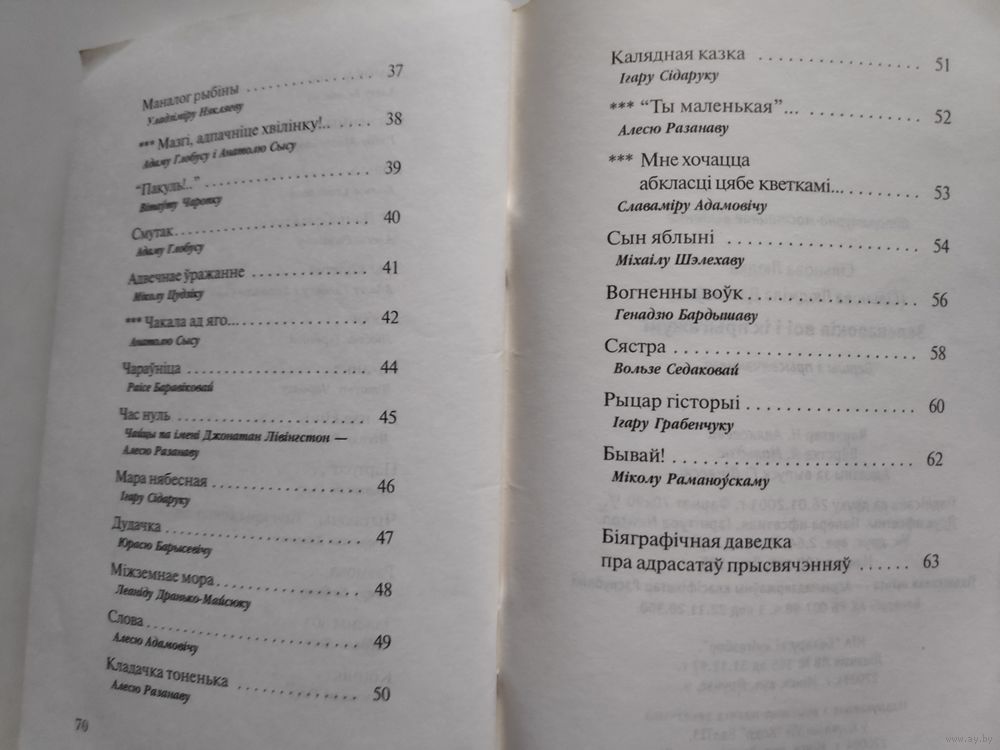 Маналог рыбіны ................ 37
Уладзіміру Някляеву
*** Мазгі, адпачніце хвілінку!.. ..... 38
Адаму Глобусу і Анатолю Сысу
“Пакуль!..” ................ 39
Вітаўту Чаропку
Смутак ................ 40
Адаму Глобусу
Адвечнае ўражанне ................ 41
Міколу Цудзіку
*** Чакала ад яго... ................ 42
Анатолю Сысу
Чараўніца ................ 44
Раісе Баравіковай
Час нуль ................ 45
Чайцы па імені Джонатан Лівінгстон —
Алесю Разанаву
Мара нябесная ................ 46
Ігару Сідаруку
Дудачка ................ 47
Юрасю Барысевічу
Міжземнае мора ................ 48
Леаніду Дранько-Майсюку
Слова ................ 49
Алесю Адамовічу
Кладачка тоненька ................ 50
Алесю Разанаву
70
Калядная казка ................ 51
Ігару Сідаруку
*** “Ты маленькая”... ................ 52
Алесю Разанаву
*** Мне хочацца
абкласці цябе кветкамі... ........ 53
Славаміру Адамовічу
Сын яблыні ................ 54
Міхаілу Шэлехаву
Вогненны воўк ................ 56
Генадзю Бардышаву
Сястра ................ 58
Вользе Седаковай
Рыцар гісторыі ................ 60
Ігару Грабенчуку
Бывай! ................ 62
Міколу Раманоўскаму
Біяграфічная даведка
пра адрасатаў прысвячэнняў ...... 63
www.ay.by